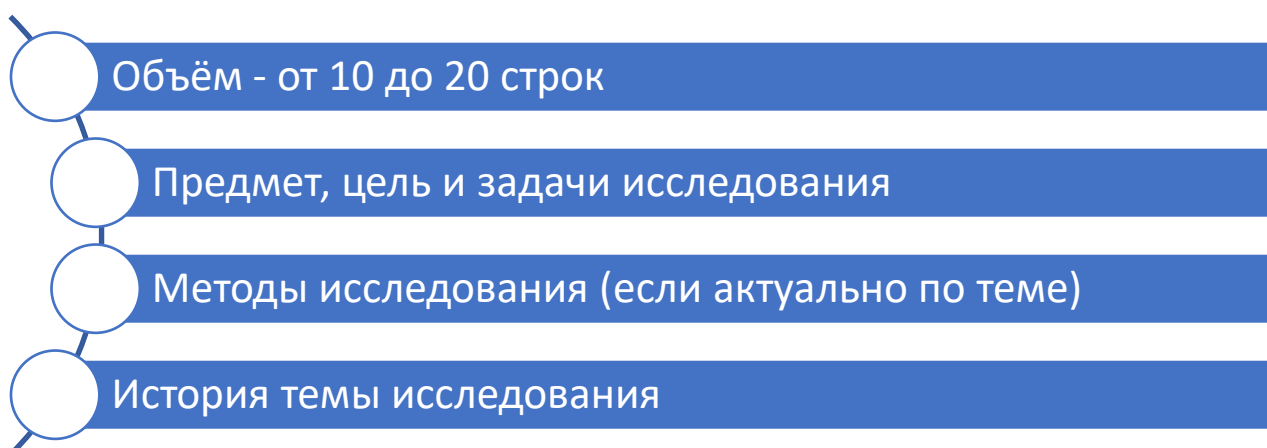 Объём - от 10 до 20 строк
Предмет, цель и задачи исследования
Методы исследования (если актуально по теме)
История темы исследования